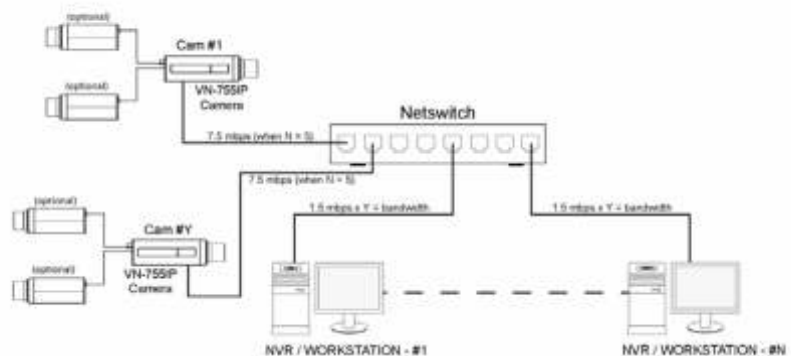 (optional)
Cam #1
(optional)
VN-755IP
Camera
Netswitch
7.5 mbps (when N = 5)
7.5 mbps (when N = 5)
(optional)
Cam #Y
1.5 mbps x Y = bandwidth
1.5 mbps x Y = bandwidth
(optional)
VN-755IP
Camera
NVR / WORKSTATION - #1
NVR / WORKSTATION - #N